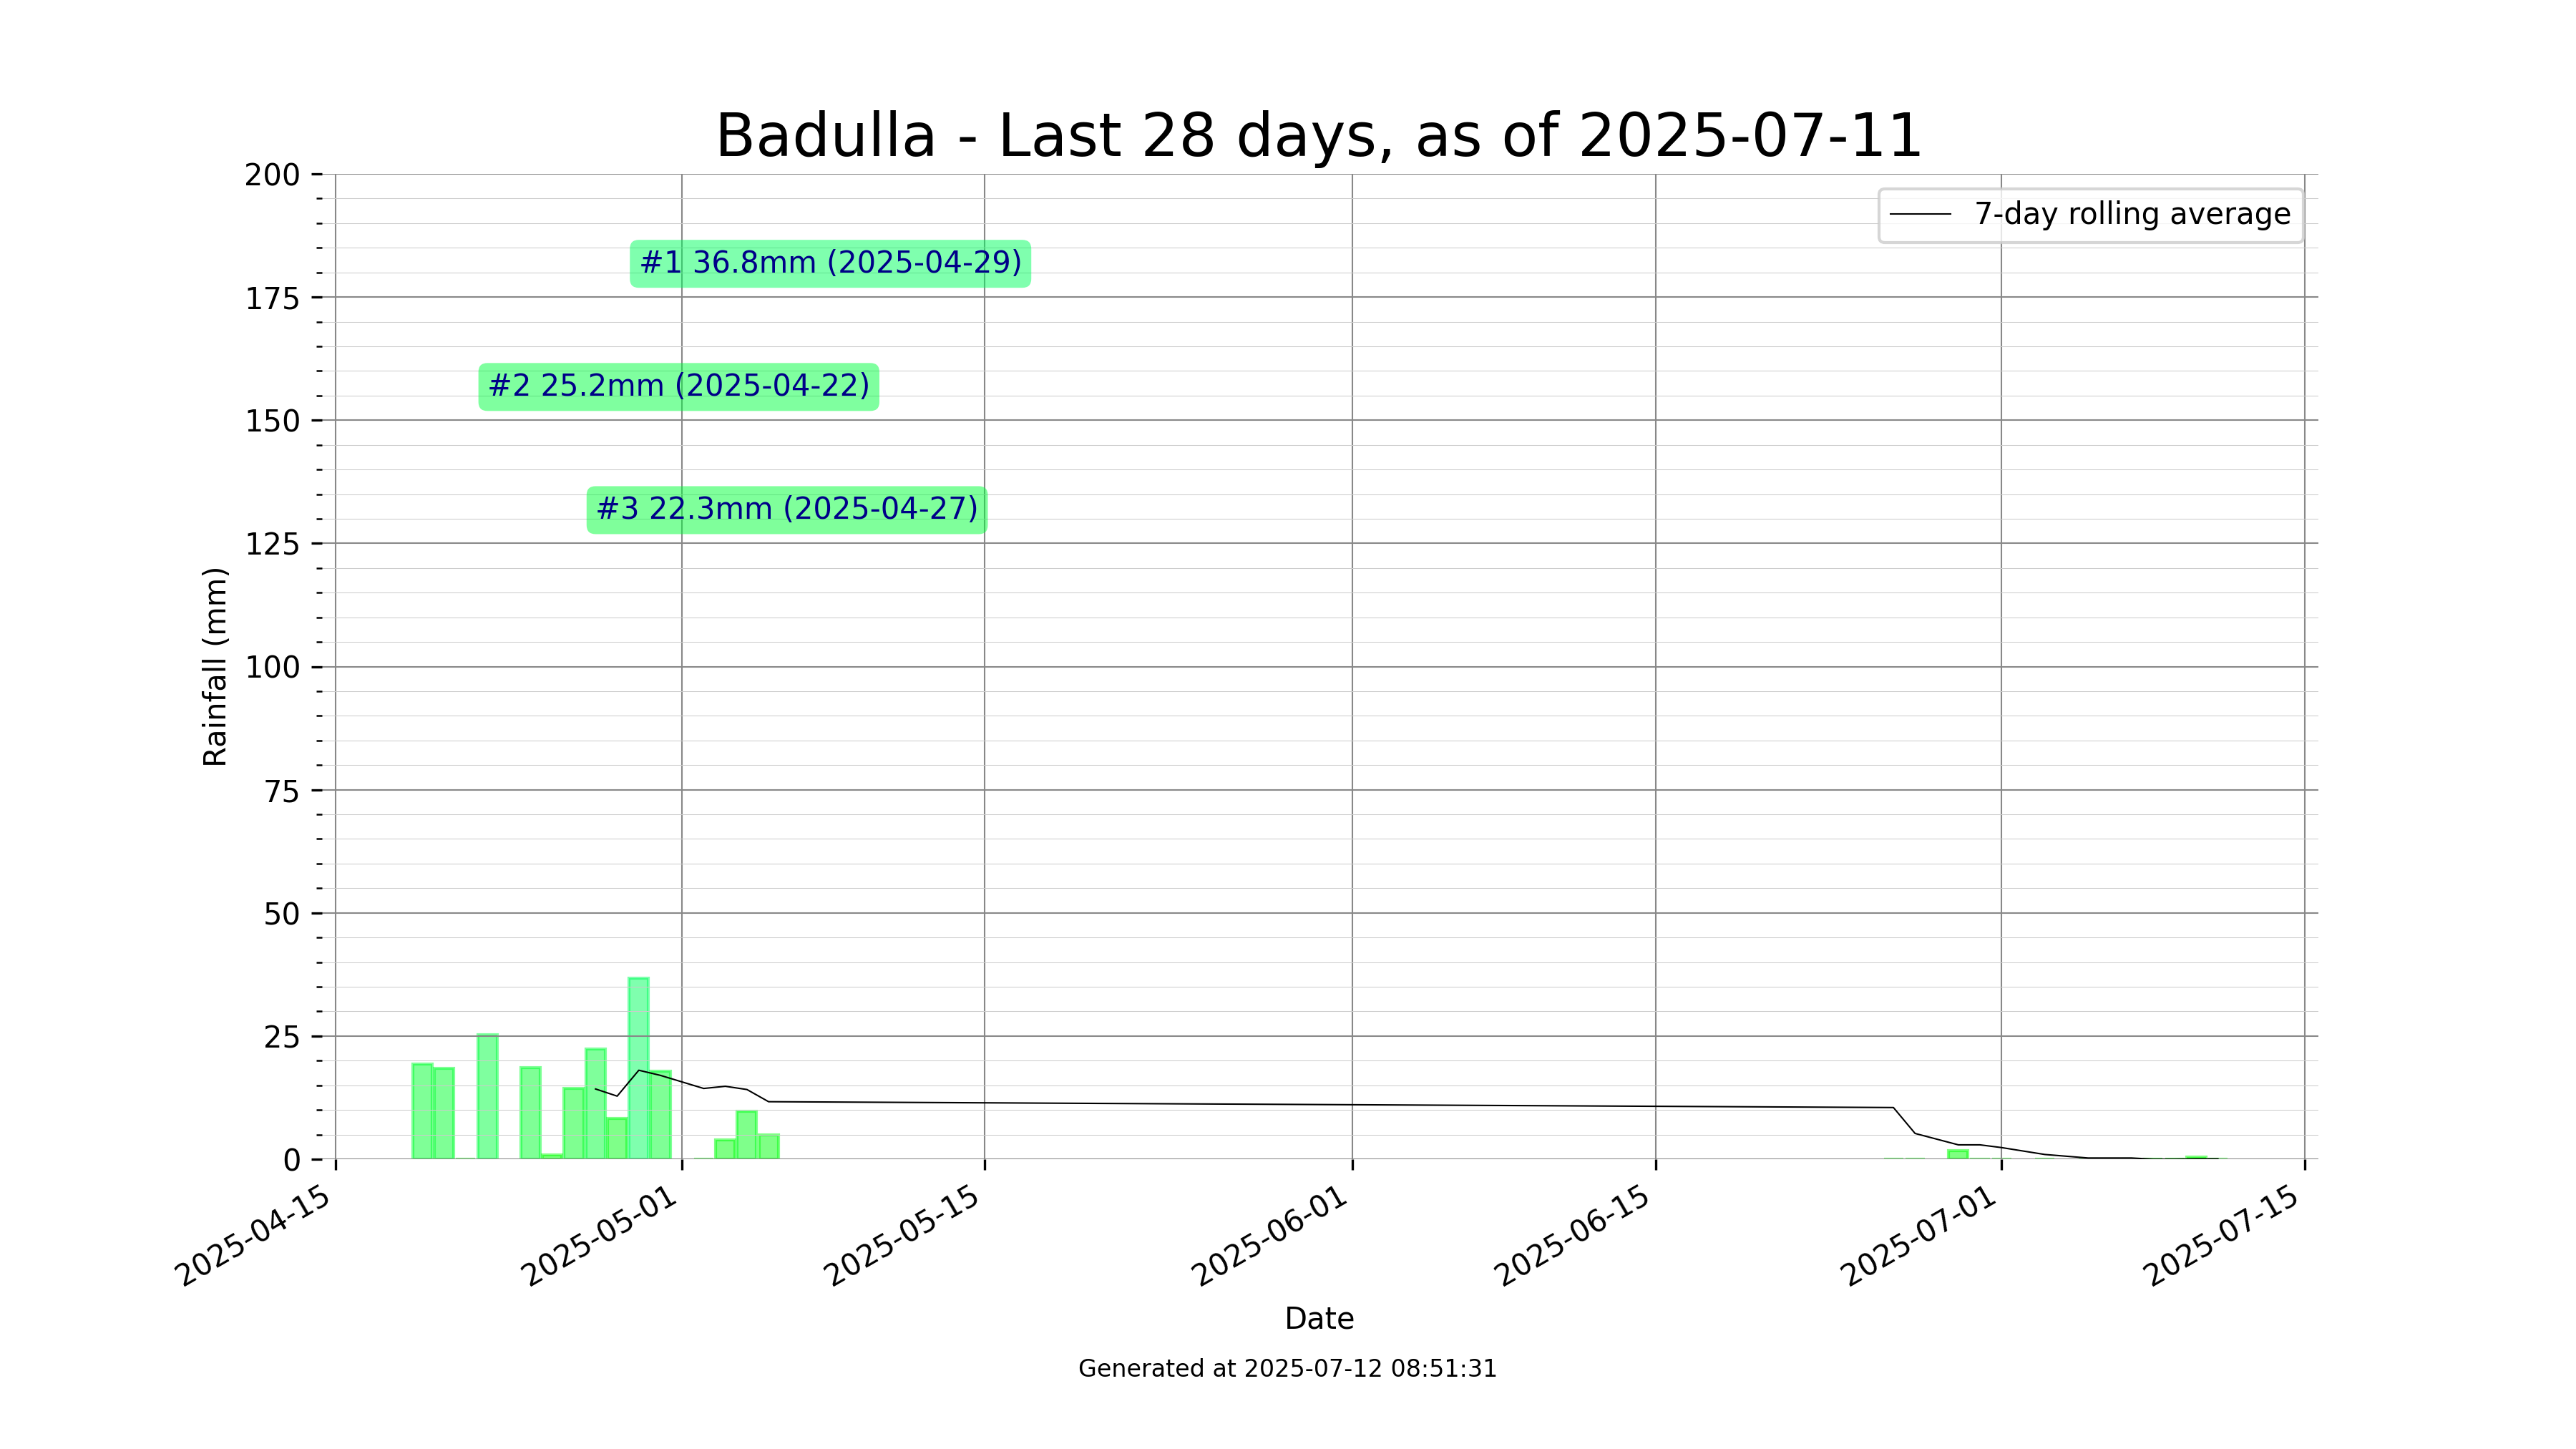 Badulla - Last 28 days, as of 2025-07-11
200
175
150
125
100
75
50
25
0
Rainfall (mm)
7-day rolling average
#1 36.8mm (2025-04-29)
#2 25.2mm (2025-04-22)
#3 22.3mm (2025-04-27)
2025-04-15
2025-05-01
2025-05-15
2025-06-01
2025-06-15
2025-07-01
2025-07-15
Date
Generated at 2025-07-12 08:51:31